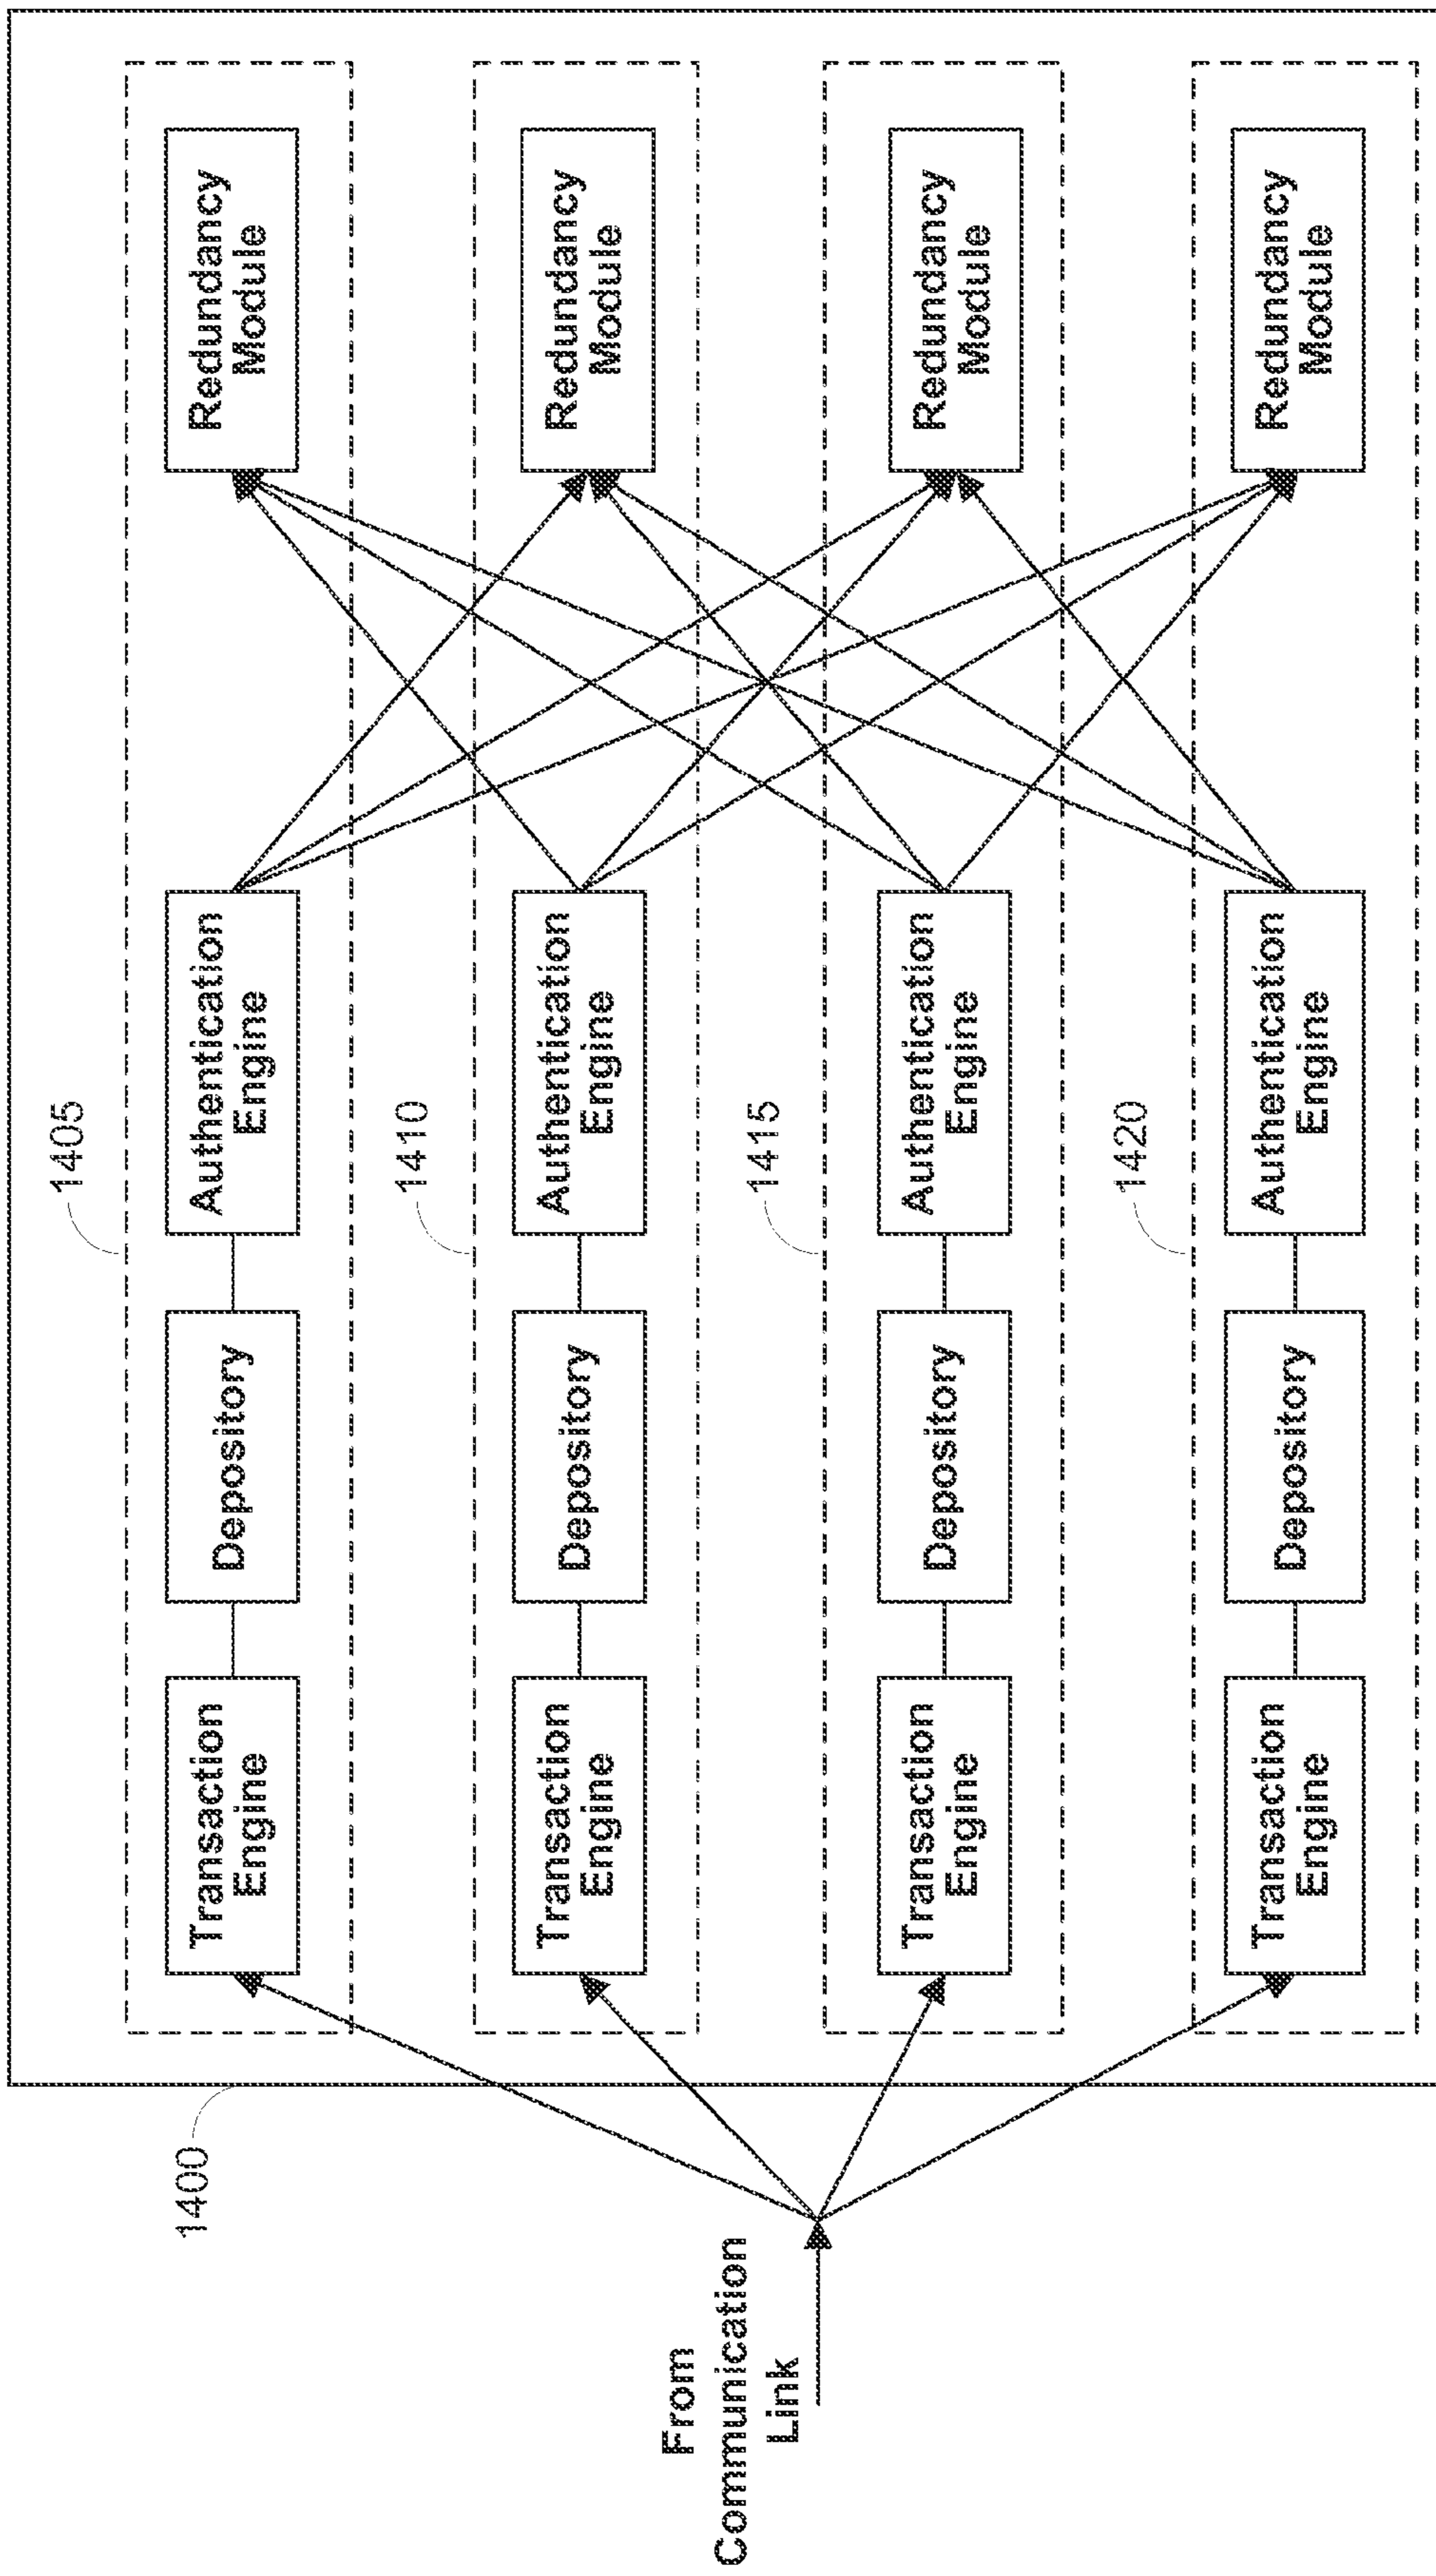 From
Communication
Link
1400
1405
Transaction
Engine
Depository
Authentication
Engine
Redundancy
Module
1410
Transaction
Engine
Depository
Authentication
Engine
Redundancy
Module
1415
Transaction
Engine
Depository
Authentication
Engine
Redundancy
Module
1420
Transaction
Engine
Depository
Authentication
Engine
Redundancy
Module